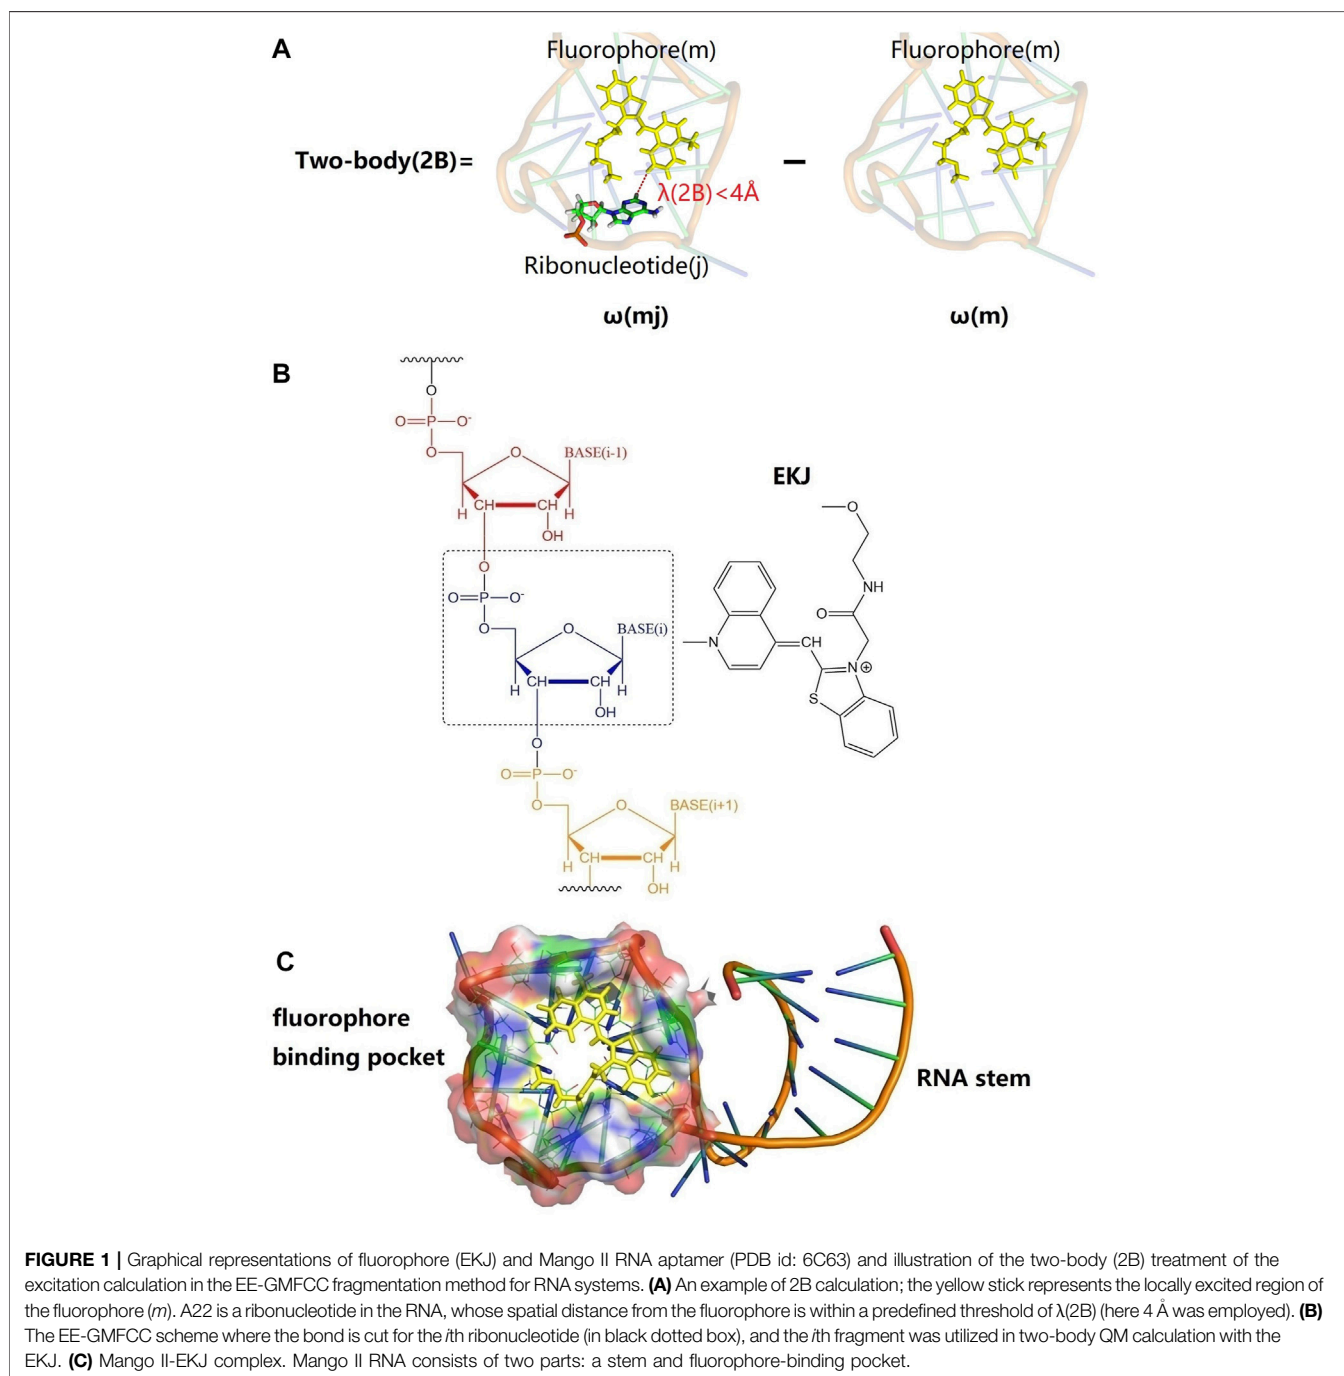 A
Fluorophore(m)
Fluorophore(m)
Two-body(2B)=
−
λ(2B)<4Å
Ribonucleotide(j)
ω(mj)
ω(m)
B
O
O=P—O-
O
O
BASE(i-1)
H
CH
CH
H
OH
O
O=P—O-
O
O
BASE(i)
H
CH
CH
H
OH
O
O=P—O-
O
O
BASE(i+1)
H
CH
CH
H
OH
EKJ
O
NH
O
N
CH
N⊕
S
C
fluorophore
binding pocket
RNA stem
FIGURE 1 | Graphical representations of fluorophore (EKJ) and Mango II RNA aptamer (PDB id: 6C63) and illustration of the two-body (2B) treatment of the
excitation calculation in the EE-GMFCC fragmentation method for RNA systems. (A) An example of 2B calculation; the yellow stick represents the locally excited region of
the fluorophore (m). A22 is a ribonucleotide in the RNA, whose spatial distance from the fluorophore is within a predefined threshold of λ(2B) (here 4 Å was employed). (B)
The EE-GMFCC scheme where the bond is cut for the ith ribonucleotide (in black dotted box), and the ith fragment was utilized in two-body QM calculation with the
EKJ. (C) Mango II-EKJ complex. Mango II RNA consists of two parts: a stem and fluorophore-binding pocket.